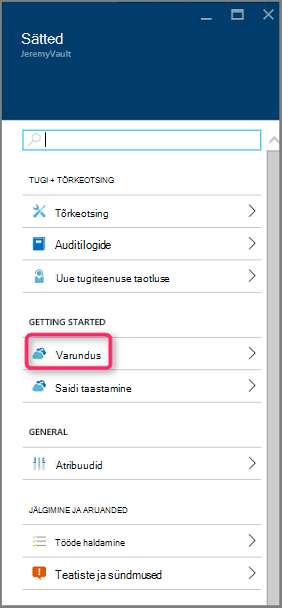 Sätted
JeremyVault
TUGI + TÕRKEOTSING
Tõrkeotsing
Auditilogide
Uue tugiteenuse taotluse
GETTING STARTED
Varundus
Saidi taastamine
GENERAL
Atribuudid
JÄLGIMINE JA ARUANDED
Tööde haldamine
Teatiste ja sündmused